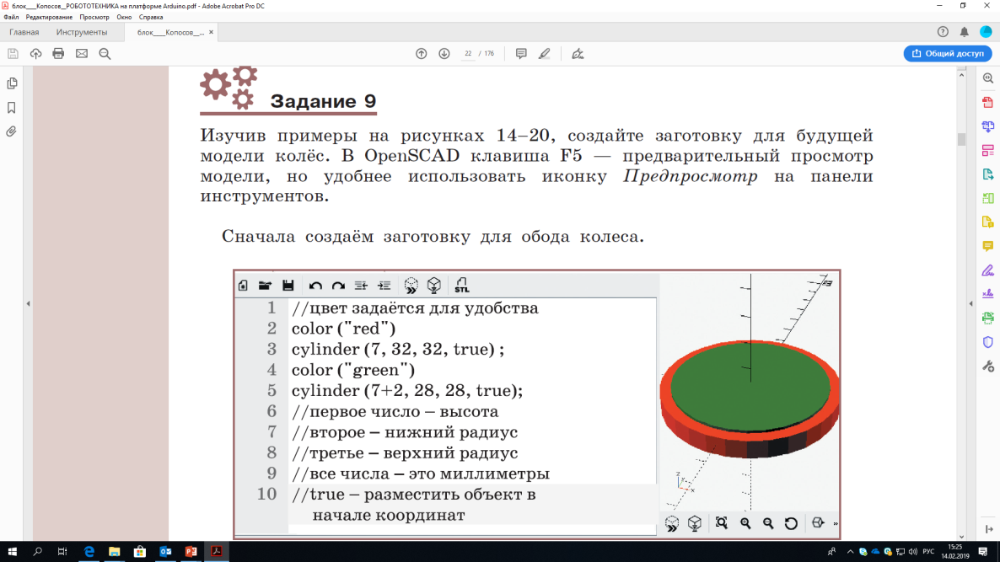 блок___Копосов__РОБОТОТЕХНИКА на платформе Arduino.pdf - Adobe Acrobat Pro DC
Файл Редактирование Просмотр Окно Справка
Главная Инструменты блок____Копосов__... ×
22 / 176
Общий доступ
Задание 9
Изучив примеры на рисунках 14–20, создайте заготовку для будущей
модели колёс. В OpenSCAD клавиша F5 — предварительный просмотр
модели, но удобнее использовать иконку Предпросмотр на панели
инструментов.
Сначала создаём заготовку для обода колеса.
STL
1 //цвет задаётся для удобства
2 color ("red")
3 cylinder (7, 32, 32, true) ;
4 color ("green")
5 cylinder (7+2, 28, 28, true);
6 //первое число – высота
7 //второе – нижний радиус
8 //третье – верхний радиус
9 //все числа – это миллиметры
10 //true – разместить объект в
начале координат
z
x
РУС
15:25
14.02.2019